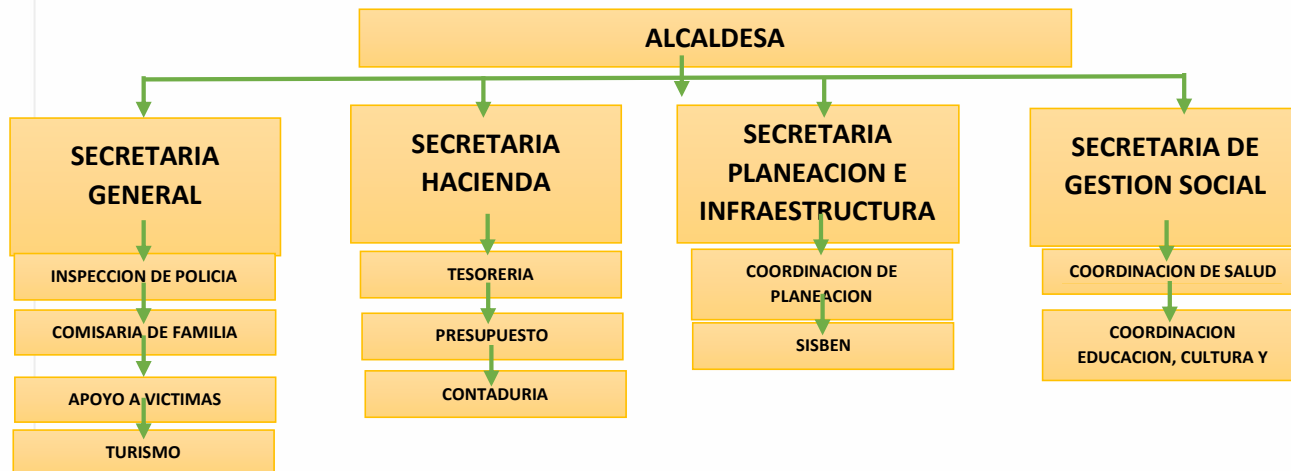 ALCALDESA
SECRETARIA
GENERAL
INSPECCION DE POLICIA
COMISARIA DE FAMILIA
APOYO A VICTIMAS
TURISMO
SECRETARIA
HACIENDA
TESORERIA
PRESUPUESTO
CONTADURIA
SECRETARIA
PLANEACION E
INFRAESTRUCTURA
COORDINACION DE
PLANEACION
SISBEN
SECRETARIA DE
GESTION SOCIAL
COORDINACION DE SALUD
COORDINACION
EDUCACION, CULTURA Y